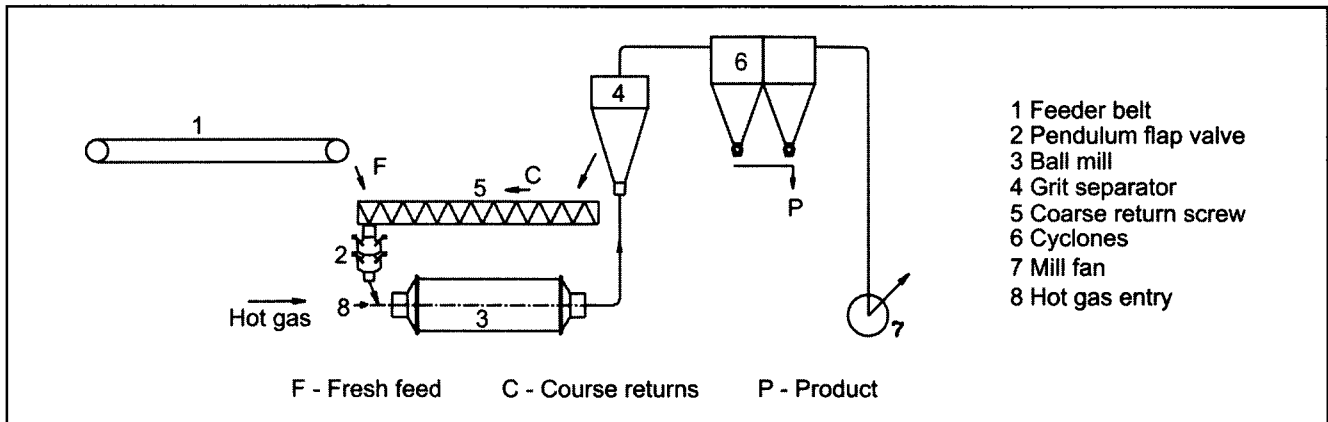 1
F
5
C
2
Hot gas
8
3
4
6
P
7
1 Feeder belt
2 Pendulum flap valve
3 Ball mill
4 Grit separator
5 Coarse return screw
6 Cyclones
7 Mill fan
8 Hot gas entry
F - Fresh feed
C - Course returns
P - Product